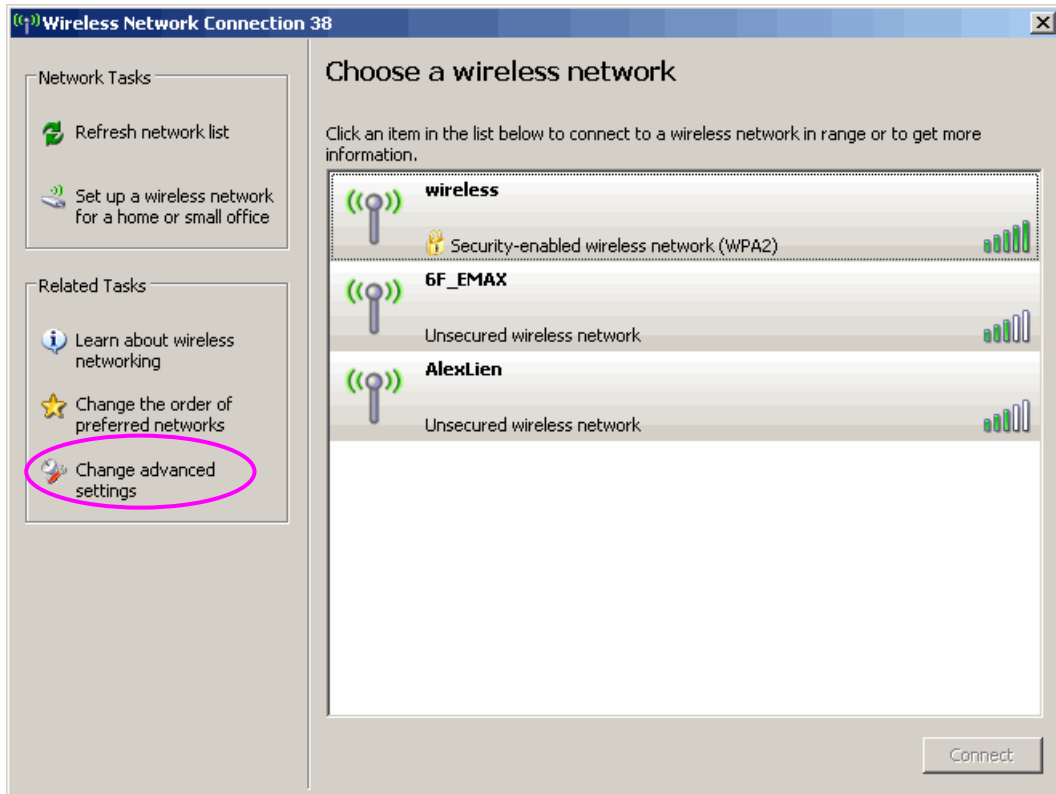 Wireless Network Connection 38
Network Tasks
Refresh network list
Set up a wireless network
for a home or small office
Related Tasks
Learn about wireless
networking
Change the order of
preferred networks
Change advanced
settings
Choose a wireless network
Click an item in the list below to connect to a wireless network in range or to get more
information.
wireless
Security-enabled wireless network (WPA2)
6F_EMAX
Unsecured wireless network
AlexLien
Unsecured wireless network
Connect